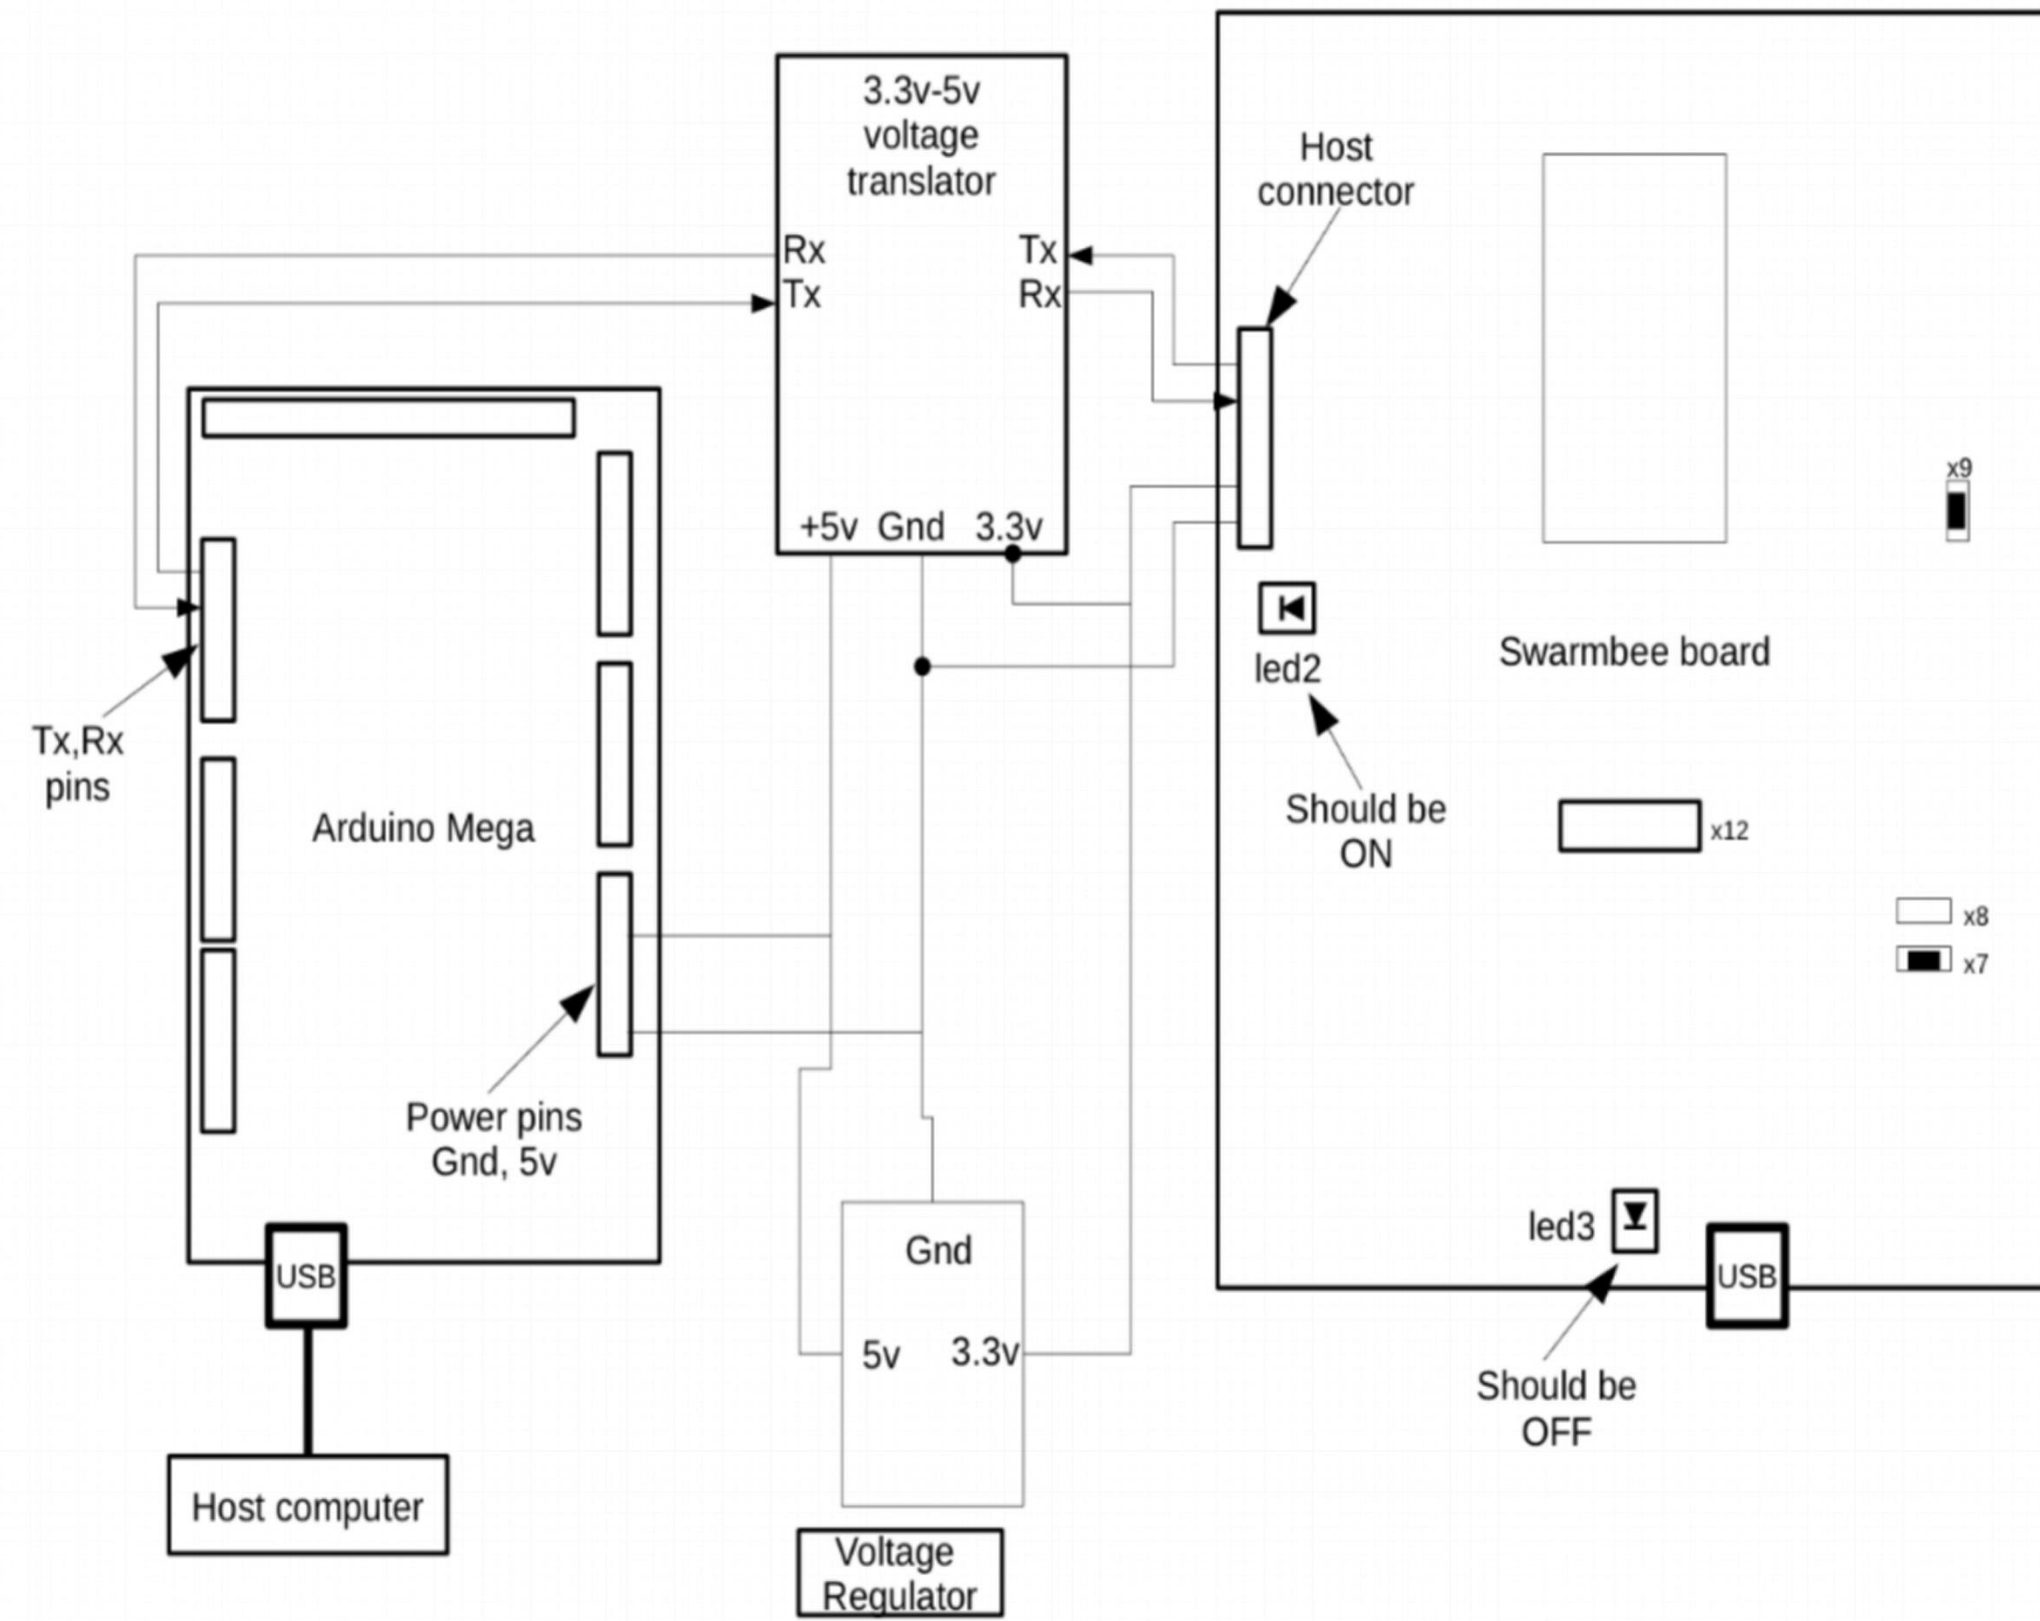 3.3v-5v
voltage
translator
Rx
Tx
Tx
Rx
+5v Gnd 3.3v
Host
connector
x9
led2
Swarmbee board
Should be
ON
x12
x8
x7
Tx,Rx
pins
Arduino Mega
Power pins
Gnd, 5v
USB
Host computer
Gnd
5v
3.3v
Voltage
Regulator
led3
USB
Should be
OFF